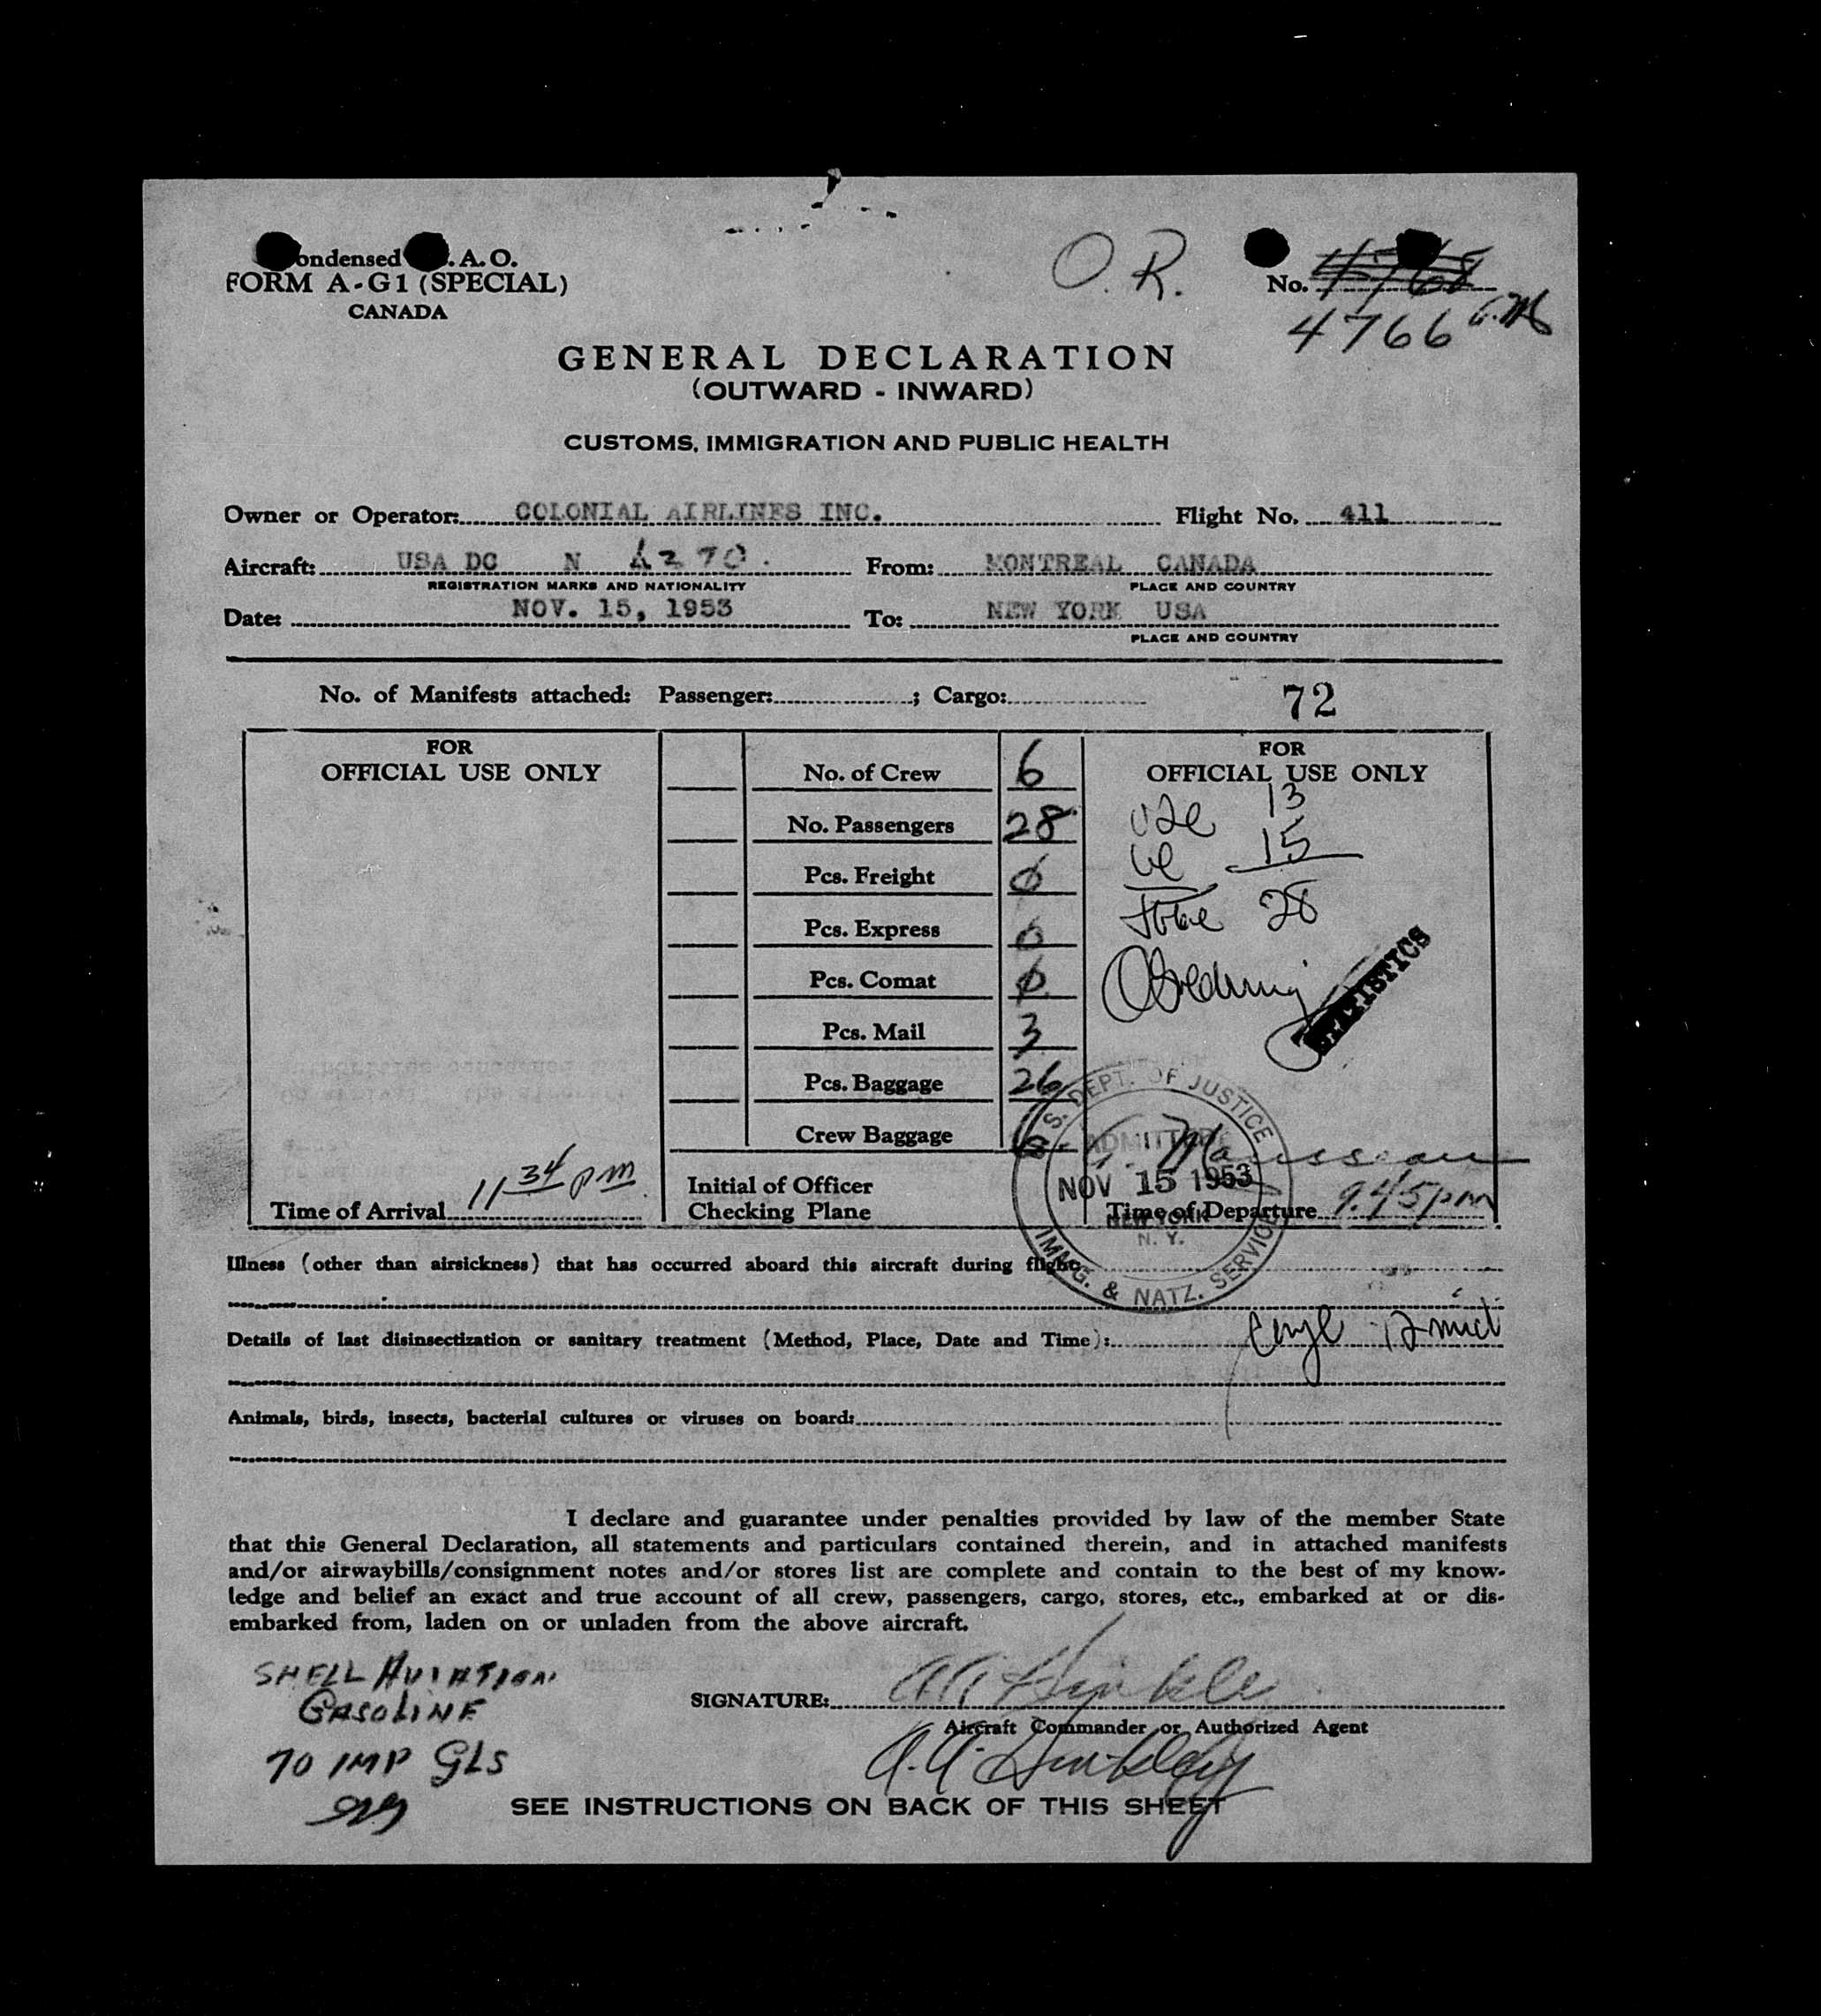 ondensed .A.O.
FORM A-G1 (SPECIAL)
CANADA
O.R.
No. 4768
4766 G.M
GENERAL DECLARATION
(OUTWARD - INWARD)
CUSTOMS, IMMIGRATION AND PUBLIC HEALTH
Owner or Operator: COLONIAL AIRLINES INC. Flight No. 411
Aircraft: USA DC N 4270. From: MONTREAL CANADA
REGISTRATION MARKS AND NATIONALITY PLACE AND COUNTRY
Date: NOV. 15, 1953 To: NEW YORK USA
PLACE AND COUNTRY
No. of Manifests attached: Passenger: ; Cargo: 72
FOR
OFFICIAL USE ONLY
No. of Crew 6
No. Passengers 28
Pcs. Freight 0
Pcs. Express 0
Pcs. Comat 0
Pcs. Mail 3
Pcs. Baggage 26
Crew Baggage
Initial of Officer
Checking Plane
Time of Arrival 11 34 pm
FOR
OFFICIAL USE ONLY
13
15
28
STATISTICS
U.S. DEPT. OF JUSTICE
ADMITTED
NOV 15 1953
NEW YORK
N. Y.
IMMIG. & NATZ. SERVICE
Time of Departure 9.45 pm
Illness (other than airsickness) that has occurred aboard this aircraft during flight:
Details of last disinsectization or sanitary treatment (Method, Place, Date and Time):
Animals, birds, insects, bacterial cultures or viruses on board:
I declare and guarantee under penalties provided by law of the member State
that this General Declaration, all statements and particulars contained therein, and in attached manifests
and/or airwaybills/consignment notes and/or stores list are complete and contain to the best of my know-
ledge and belief an exact and true account of all crew, passengers, cargo, stores, etc., embarked at or dis-
embarked from, laden on or unladen from the above aircraft.
SHELL AVIATION
GASOLINE
70 IMP GLS
SIGNATURE: A A Hinkle
Aircraft Commander or Authorized Agent
SEE INSTRUCTIONS ON BACK OF THIS SHEET